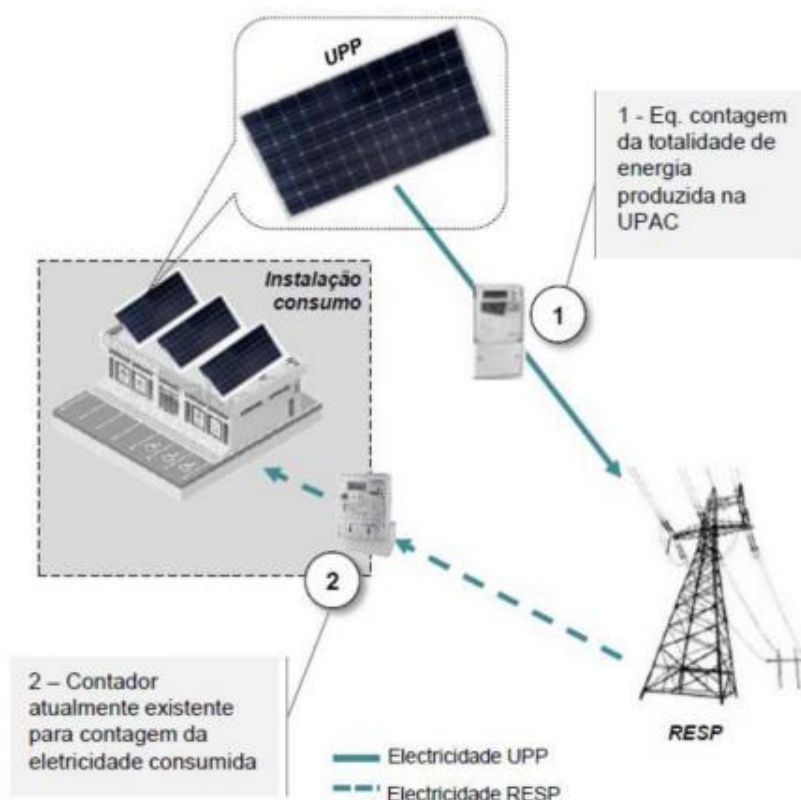 UPP
1 - Eq. contagem
da totalidade de
energia
produzida na
UPAC
Instalação
consumo
1
2
2 – Contador
atualmente existente
para contagem da
eletricidade consumida
RESP
Electricidade UPP
Electricidade RESP